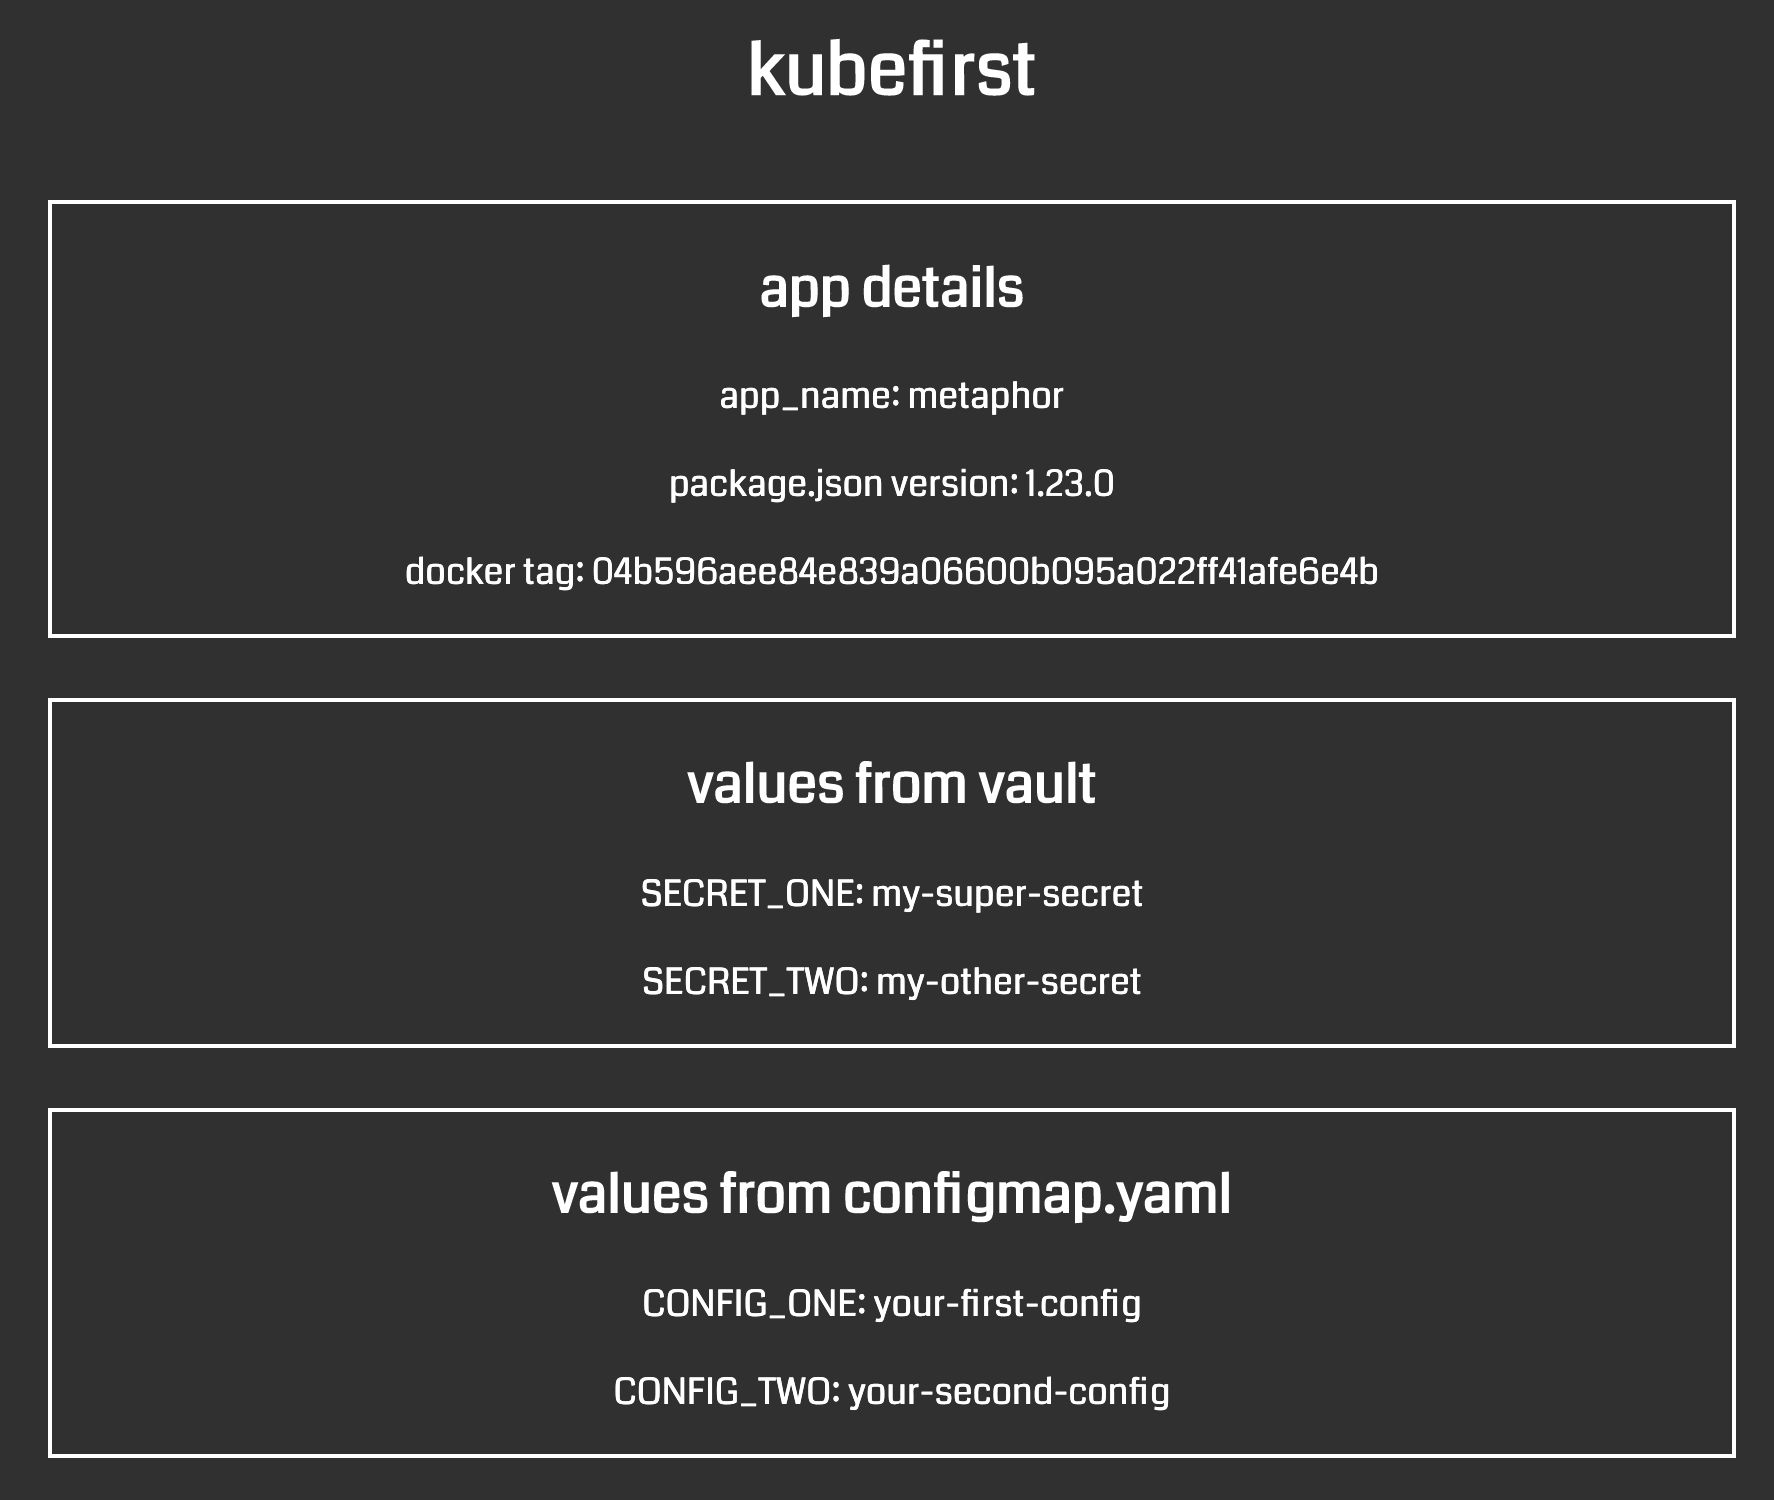 kubefirst
app details
app_name: metaphor
package.json version: 1.23.0
docker tag: 04b596aee84e839a06600b095a022ff41afe6e4b
values from vault
SECRET_ONE: my-super-secret
SECRET_TWO: my-other-secret
values from configmap.yaml
CONFIG_ONE: your-first-config
CONFIG_TWO: your-second-config